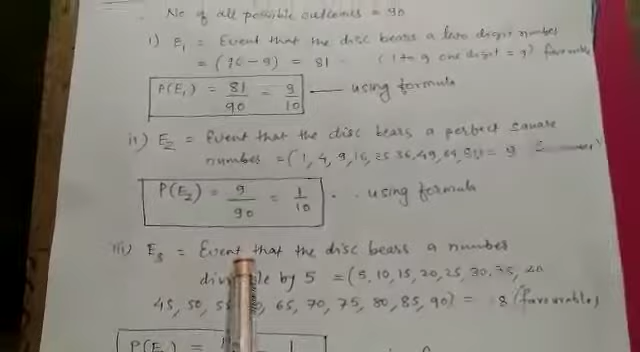 No of all possible outcomes = 90
i) E₁ = Event that the disc bears a two digit number
= (90 - 9) = 81 (1 to 9 one digit = 9)
P(E₁) = 81/90 = 9/10 — using formula
ii) E₂ = Event that the disc bears a perfect square
number = (1, 4, 9, 16, 25 36, 49, 64, 81) = 9
P(E₂) = 9/90 = 1/10 . . using formula
iii) E₃ = Event that the disc bears a number
by 5 = (5, 10, 15, 20, 25, 30, 35,
45, 50, 65, 70, 75, 80, 85, 90) = 8 (favourable)
P(E₃) =